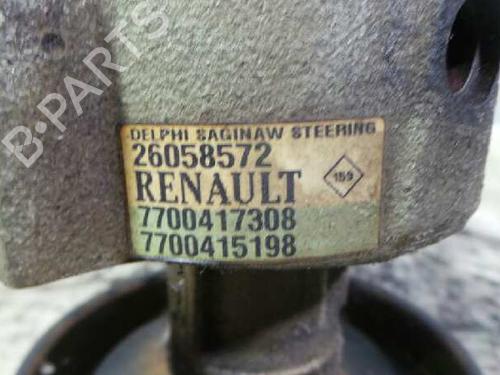 B-PARTS
DELPHI SAGINAW STEERING
26058572
RENAULT
159
7700417308
7700415198